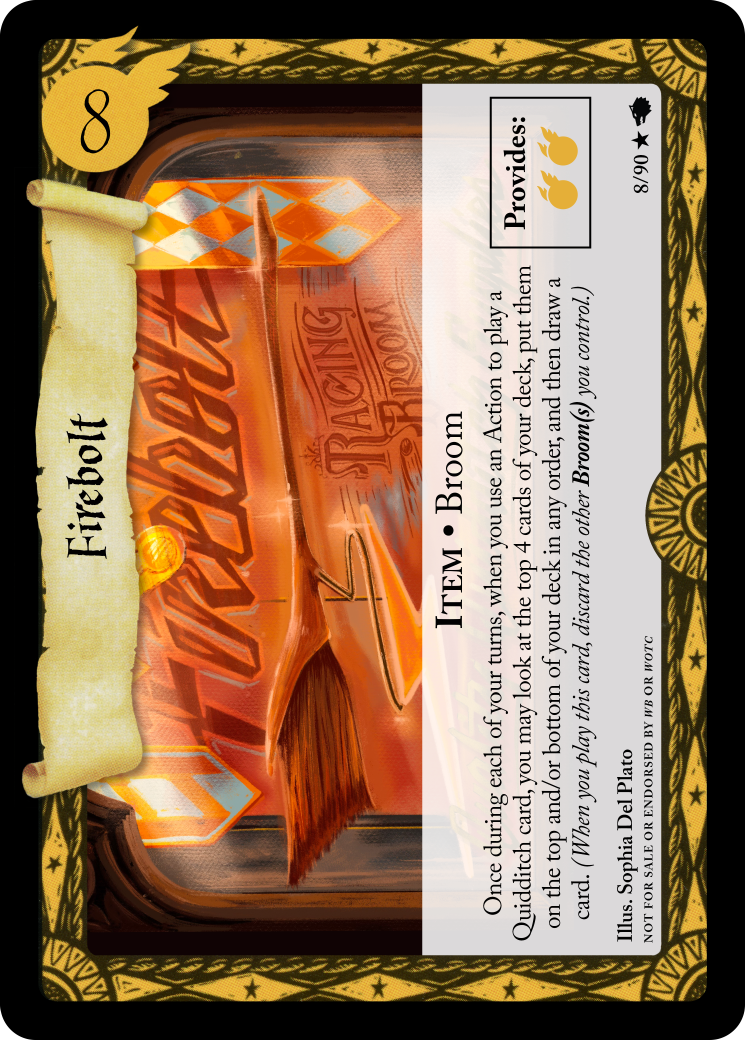 8
Firebolt
Firebolt
RACING
BROOM
ITEM • Broom
Once during each of your turns, when you use an Action to play a
Quidditch card, you may look at the top 4 cards of your deck, put them
on the top and/or bottom of your deck in any order, and then draw a
card. (When you play this card, discard the other Broom(s) you control.)
Provides:
Illus. Sophia Del Plato
NOT FOR SALE OR ENDORSED BY WB OR WOTC
8/90 ★